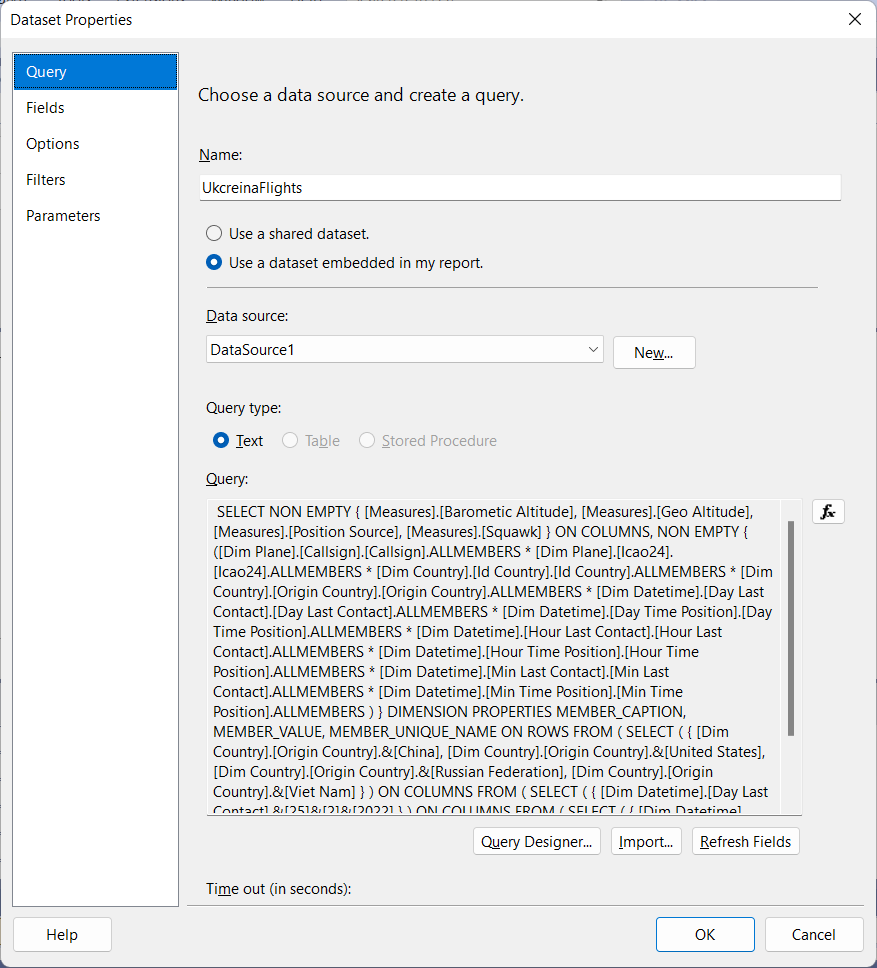 Dataset Properties
Query
Fields
Options
Filters
Parameters
Choose a data source and create a query.
Name:
UkcreinaFlights
Use a shared dataset.
Use a dataset embedded in my report.
Data source:
DataSource1
New...
Query type:
Text
Table
Stored Procedure
Query:
SELECT NON EMPTY { [Measures].[Barometic Altitude], [Measures].[Geo Altitude],
[Measures].[Position Source], [Measures].[Squawk] } ON COLUMNS, NON EMPTY {
([Dim Plane].[Callsign].[Callsign].ALLMEMBERS * [Dim Plane].[Icao24].
[Icao24].ALLMEMBERS * [Dim Country].[Id Country].[Id Country].ALLMEMBERS * [Dim
Country].[Origin Country].[Origin Country].ALLMEMBERS * [Dim Datetime].[Day Last
Contact].[Day Last Contact].ALLMEMBERS * [Dim Datetime].[Day Time Position].[Day
Time Position].ALLMEMBERS * [Dim Datetime].[Hour Last Contact].[Hour Last
Contact].ALLMEMBERS * [Dim Datetime].[Hour Time Position].[Hour Time
Position].ALLMEMBERS * [Dim Datetime].[Min Last Contact].[Min Last
Contact].ALLMEMBERS * [Dim Datetime].[Min Time Position].[Min Time
Position].ALLMEMBERS ) } DIMENSION PROPERTIES MEMBER_CAPTION,
MEMBER_VALUE, MEMBER_UNIQUE_NAME ON ROWS FROM ( SELECT ( { [Dim
Country].[Origin Country].&[China], [Dim Country].[Origin Country].&[United States],
[Dim Country].[Origin Country].&[Russian Federation], [Dim Country].[Origin
Country].&[Viet Nam] } ) ON COLUMNS FROM ( SELECT ( { [Dim Datetime].[Day Last
Contact].&[25]&[2]&[2022] } ) ON COLUMNS FROM ( SELECT ( { [Dim Datetime].
fx
Query Designer...
Import...
Refresh Fields
Time out (in seconds):
Help
OK
Cancel